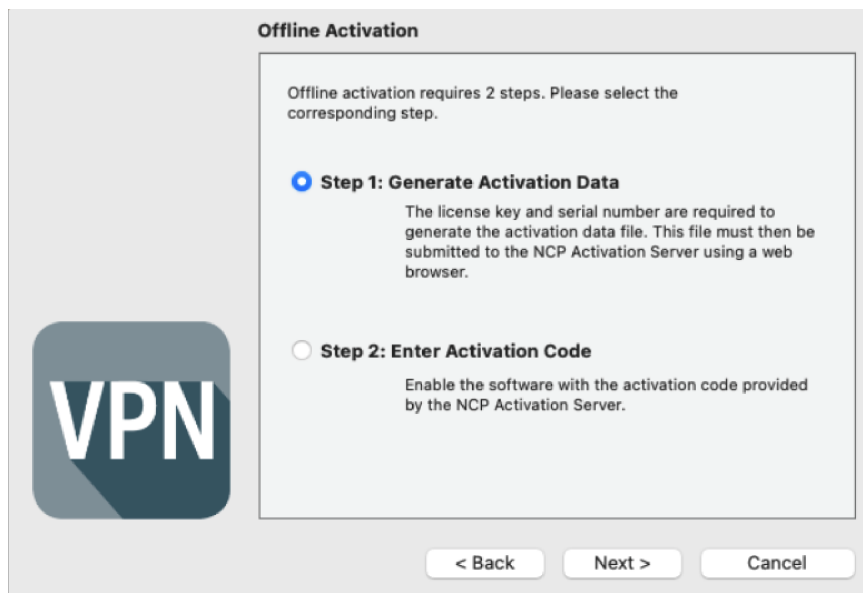 Offline Activation
Offline activation requires 2 steps. Please select the
corresponding step.
Step 1: Generate Activation Data
The license key and serial number are required to
generate the activation data file. This file must then be
submitted to the NCP Activation Server using a web
browser.
Step 2: Enter Activation Code
Enable the software with the activation code provided
by the NCP Activation Server.
VPN
< Back
Next >
Cancel